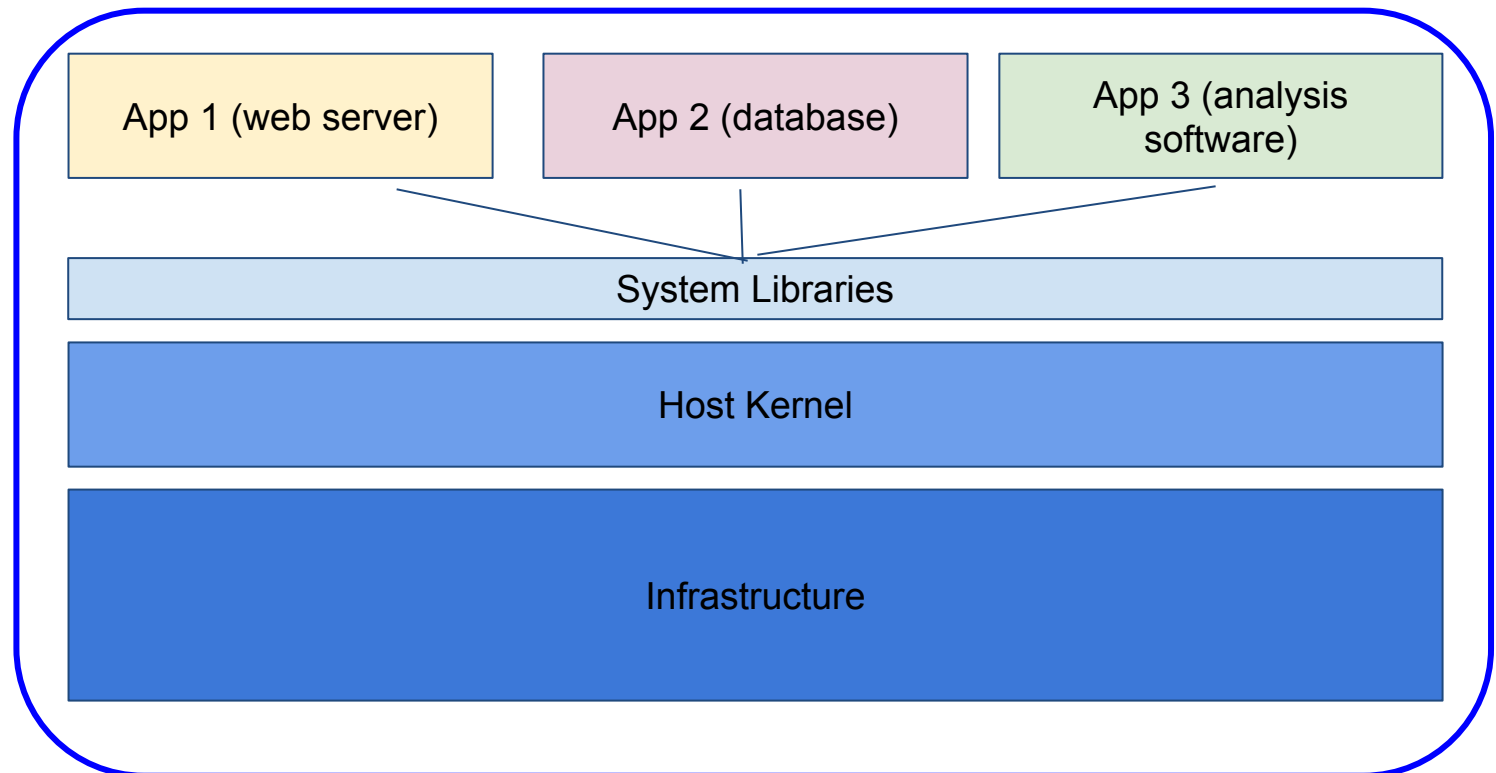 App 1 (web server)
App 2 (database)
App 3 (analysis
software)
System Libraries
Host Kernel
Infrastructure